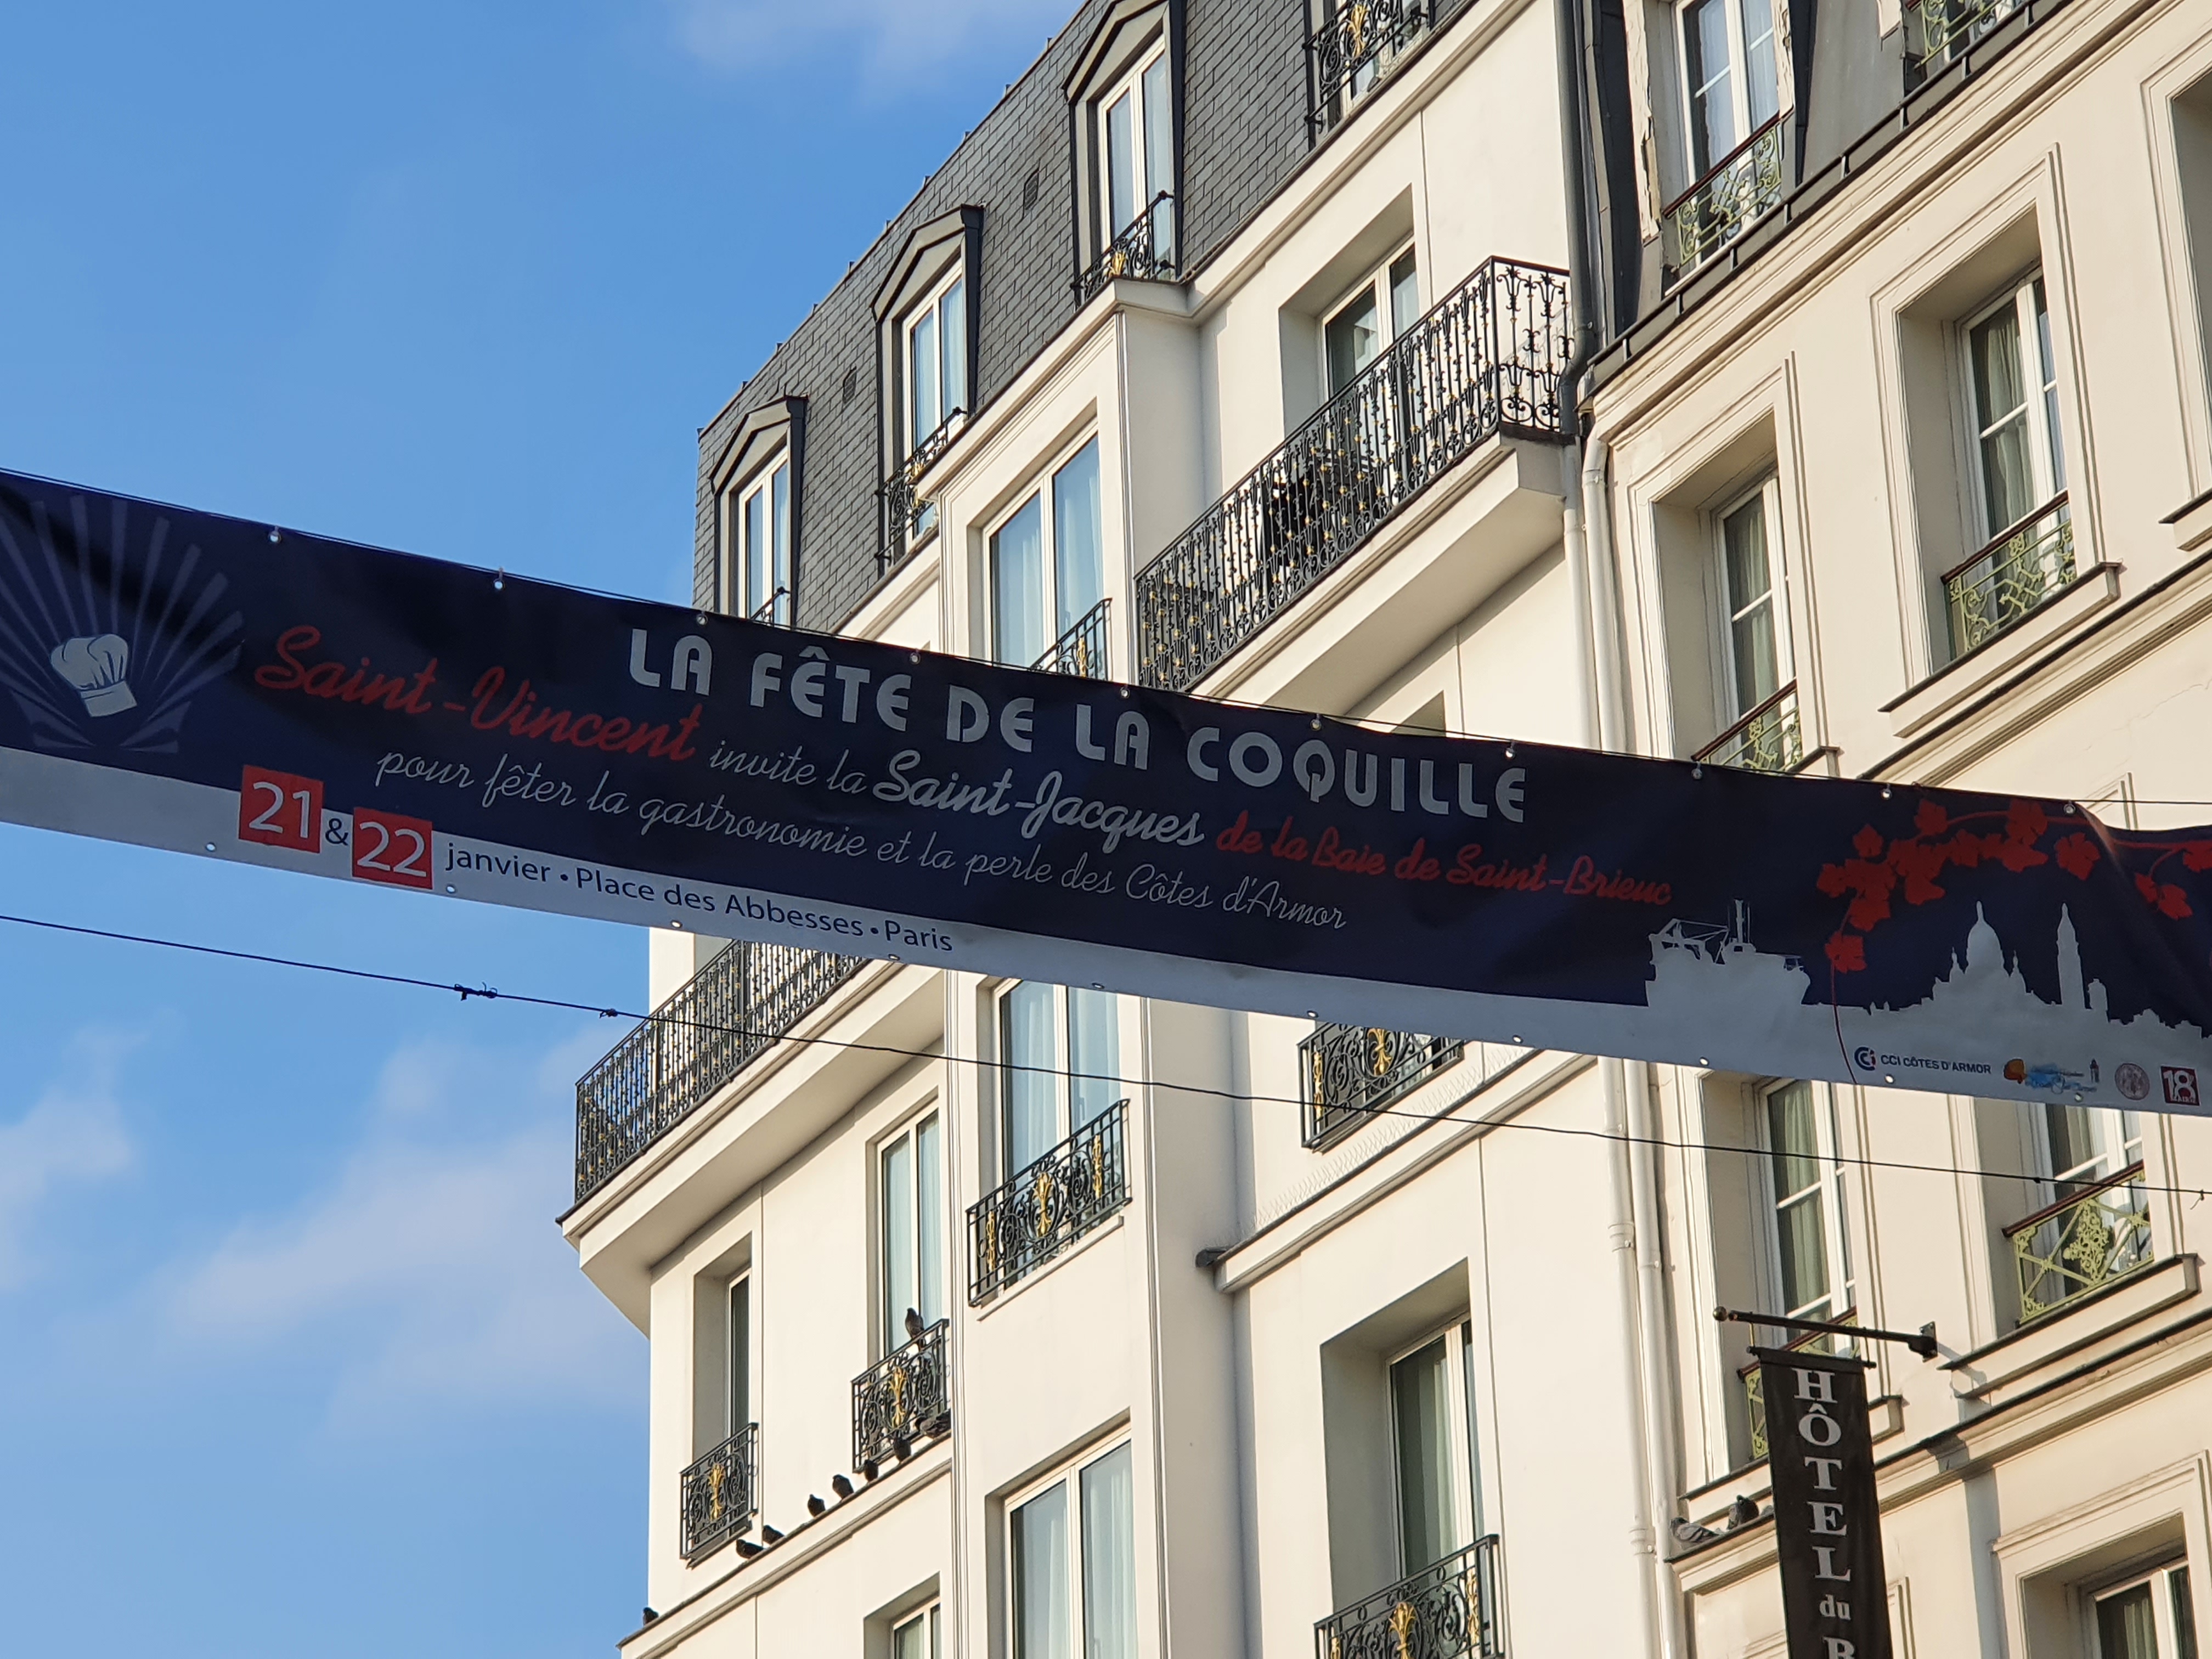 LA FÊTE DE LA COQUILLE
Saint-Vincent invite la Saint-Jacques de la Baie de Saint-Brieuc
pour fêter la gastronomie et la perle des Côtes d'Armor
21 & 22 janvier • Place des Abbesses • Paris
CCI CÔTES D'ARMOR
18
HÔTEL
du